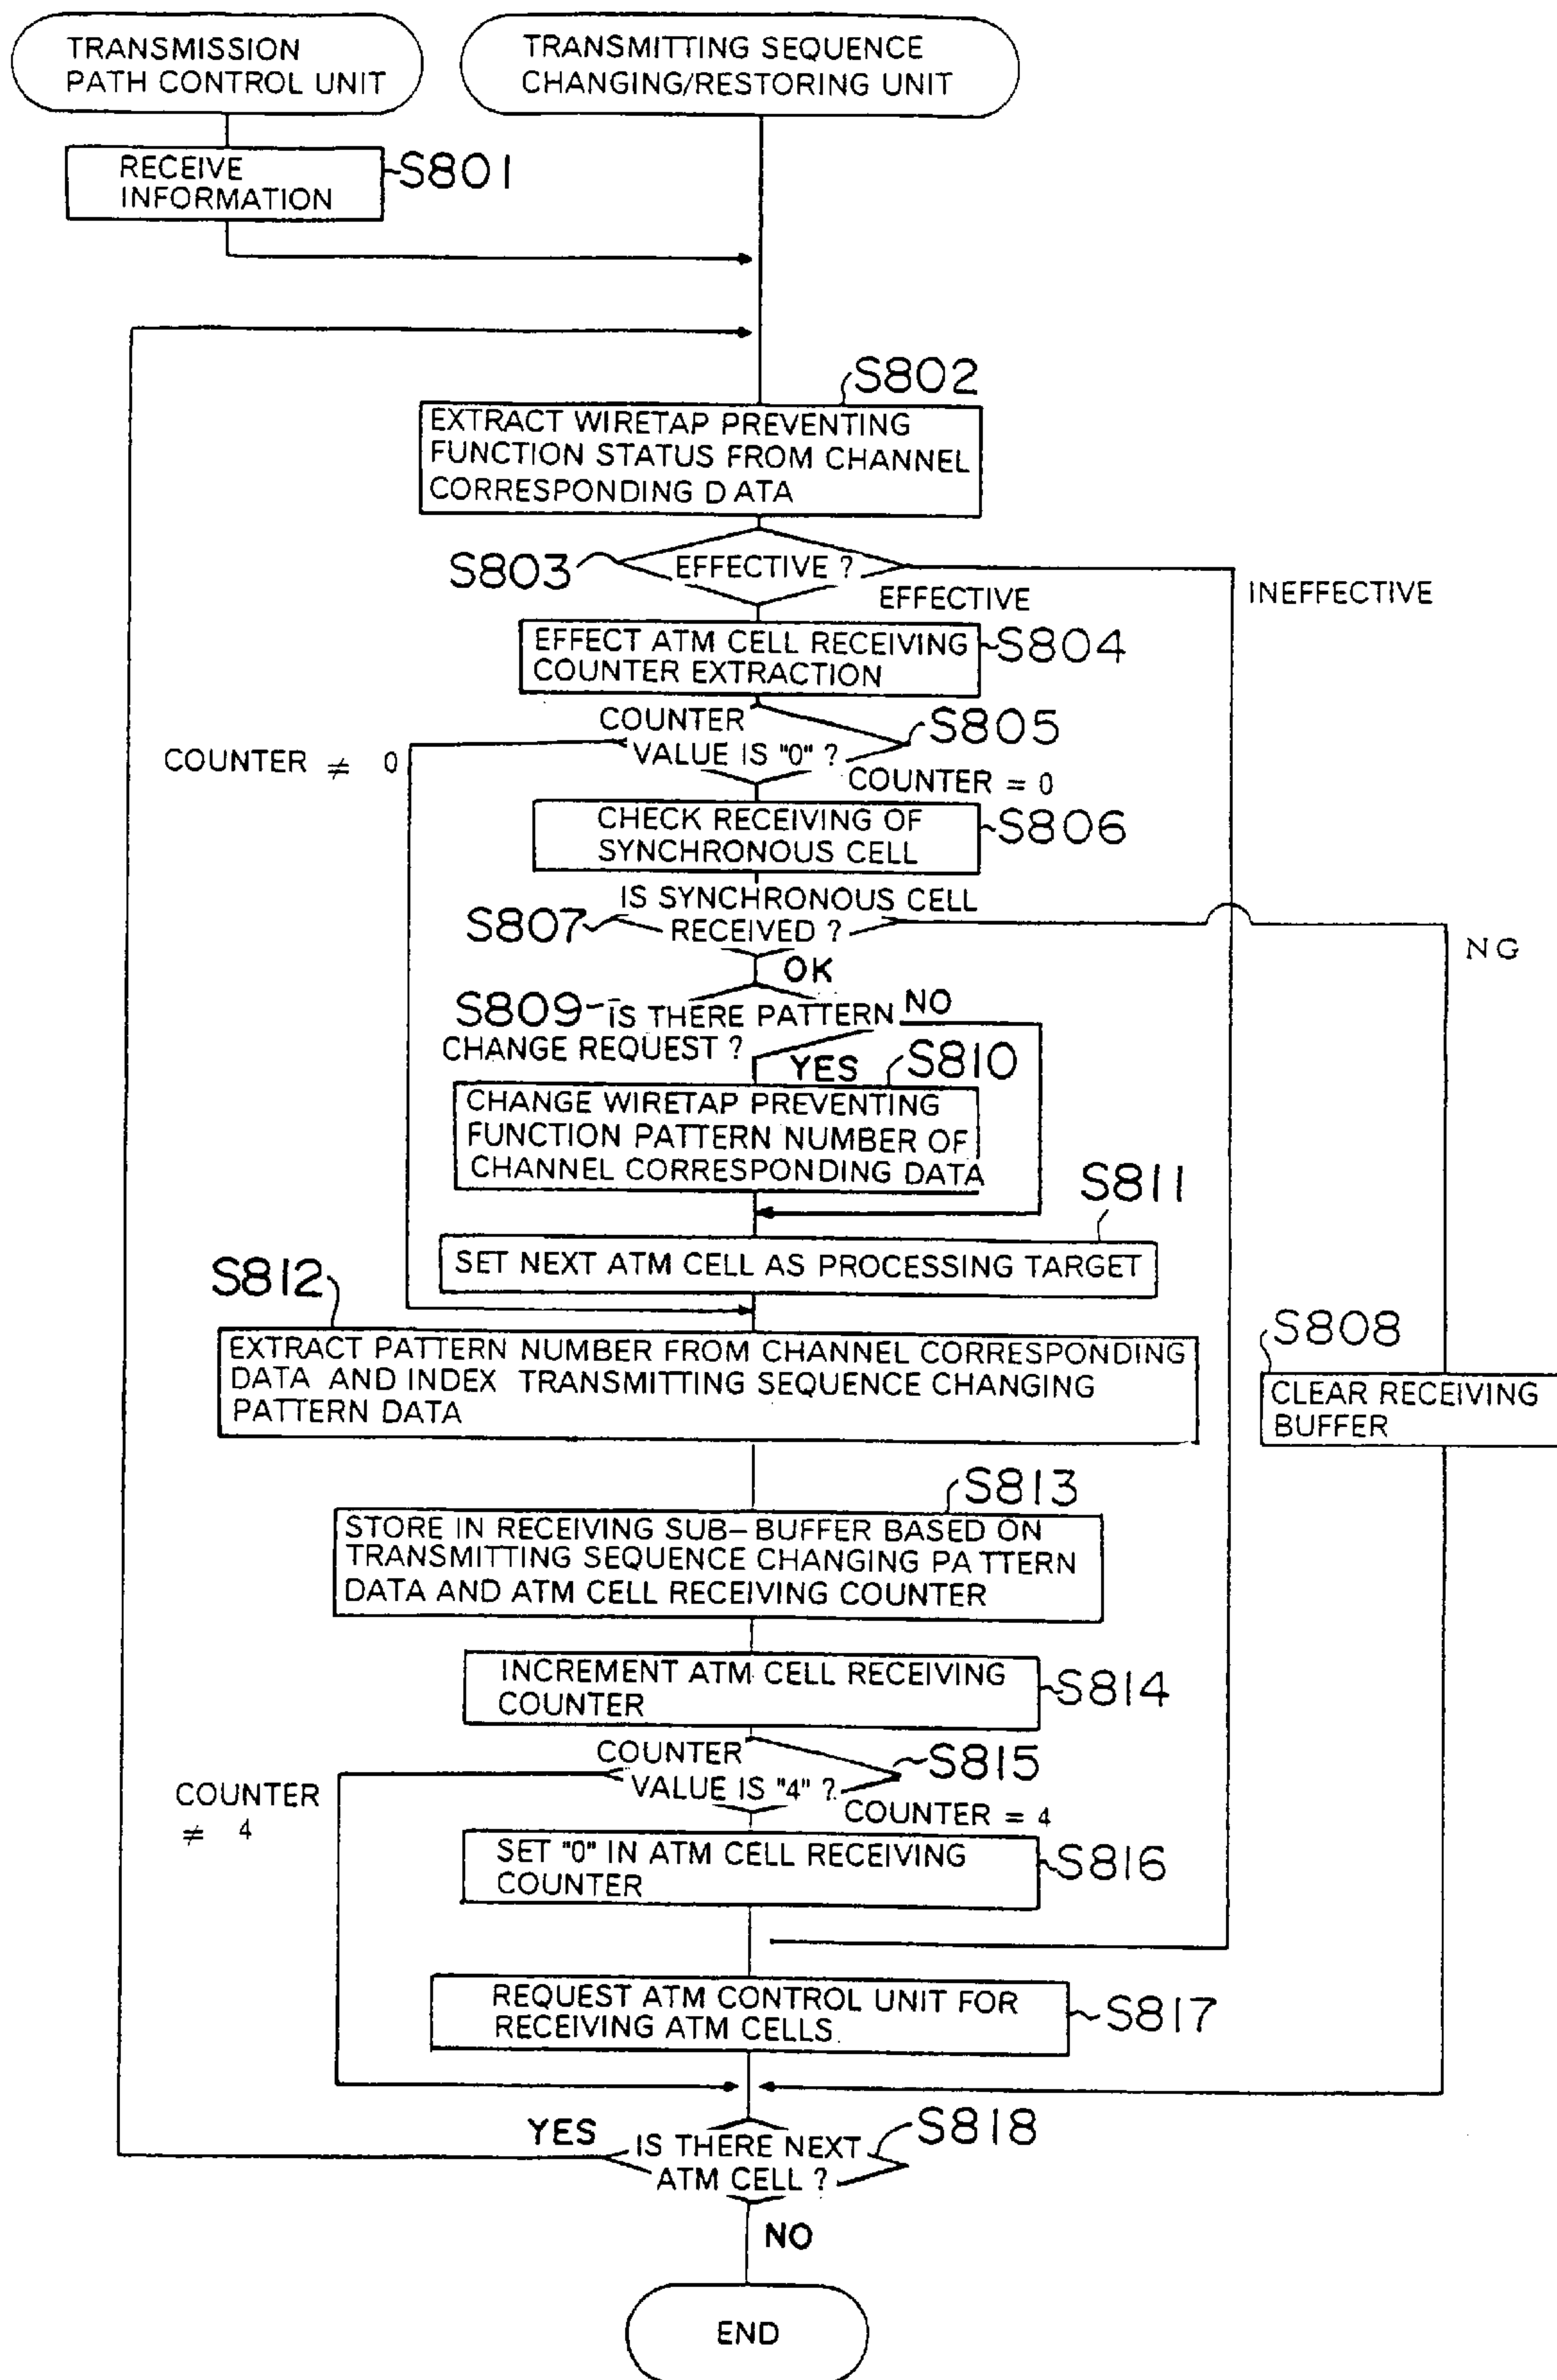 TRANSMISSION
PATH CONTROL UNIT
TRANSMITTING SEQUENCE
CHANGING/RESTORING UNIT
RECEIVE
INFORMATION
S801
S802
EXTRACT WIRETAP PREVENTING
FUNCTION STATUS FROM CHANNEL
CORRESPONDING DATA
S803
EFFECTIVE ?
EFFECTIVE
INEFFECTIVE
EFFECT ATM CELL RECEIVING
COUNTER EXTRACTION
S804
COUNTER
VALUE IS "0" ?
S805
COUNTER ≠ 0
COUNTER = 0
CHECK RECEIVING OF
SYNCHRONOUS CELL
S806
IS SYNCHRONOUS CELL
RECEIVED ?
S807
NG
OK
S809
IS THERE PATTERN
CHANGE REQUEST ?
NO
YES
S810
CHANGE WIRETAP PREVENTING
FUNCTION PATTERN NUMBER OF
CHANNEL CORRESPONDING DATA
S811
SET NEXT ATM CELL AS PROCESSING TARGET
S812
EXTRACT PATTERN NUMBER FROM CHANNEL CORRESPONDING
DATA AND INDEX TRANSMITTING SEQUENCE CHANGING
PATTERN DATA
S808
CLEAR RECEIVING
BUFFER
S813
STORE IN RECEIVING SUB-BUFFER BASED ON
TRANSMITTING SEQUENCE CHANGING PATTERN
DATA AND ATM CELL RECEIVING COUNTER
INCREMENT ATM CELL RECEIVING
COUNTER
S814
COUNTER
VALUE IS "4" ?
S815
COUNTER
≠ 4
COUNTER = 4
SET "0" IN ATM CELL RECEIVING
COUNTER
S816
REQUEST ATM CONTROL UNIT FOR
RECEIVING ATM CELLS.
S817
YES
IS THERE NEXT
ATM CELL ?
S818
NO
END